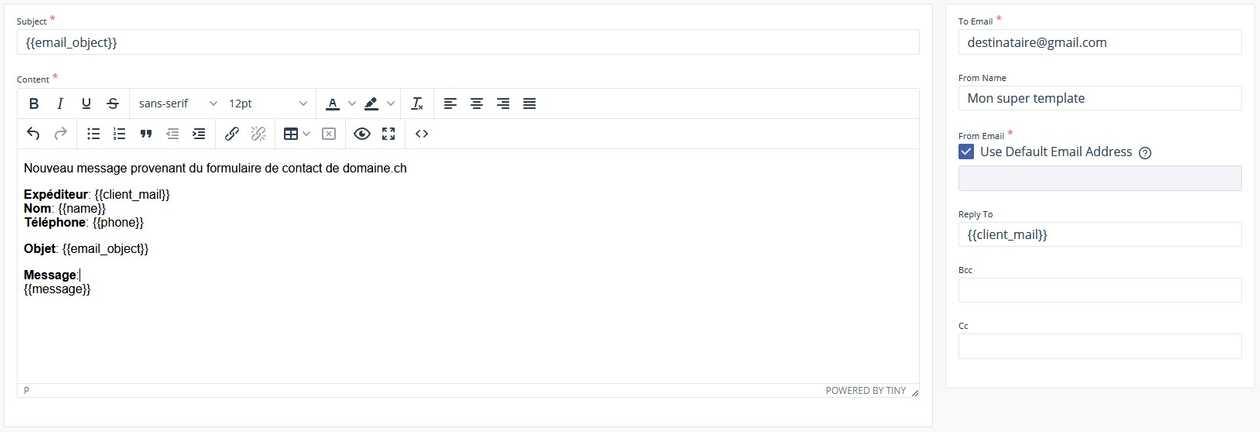 Subject *
{{email_object}}
Content *
B I U S sans-serif 12pt A
Nouveau message provenant du formulaire de contact de domaine.ch
Expéditeur: {{client_mail}}
Nom: {{name}}
Téléphone: {{phone}}
Objet: {{email_object}}
Message:
{{message}}
P POWERED BY TINY
To Email *
destinataire@gmail.com
From Name
Mon super template
From Email *
Use Default Email Address ?
Reply To
{{client_mail}}
Bcc
Cc